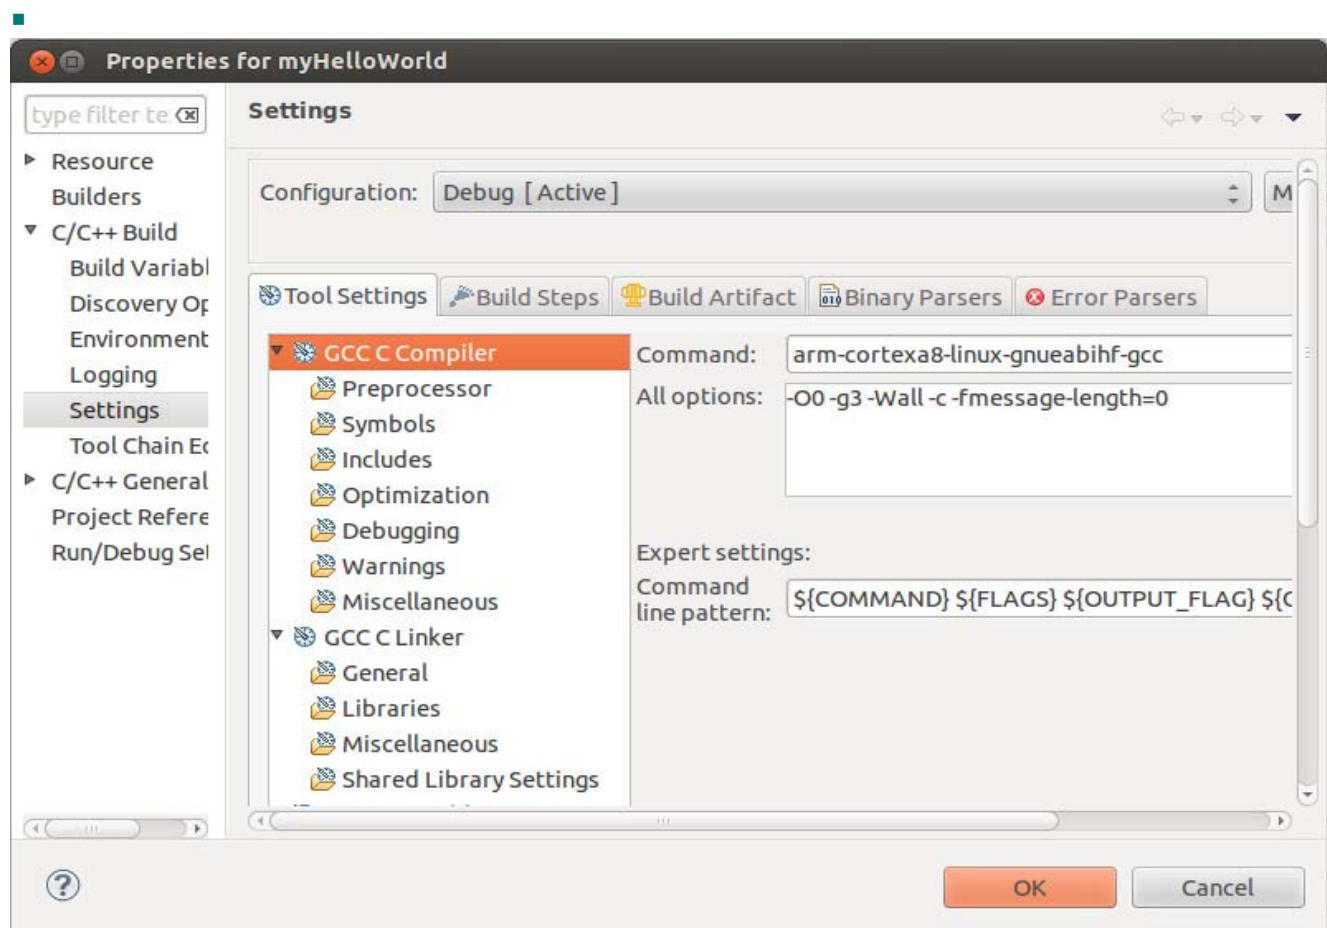 Properties for myHelloWorld
type filter te
Settings
Resource
Builders
C/C++ Build
Build Variabl
Discovery Op
Environment
Logging
Settings
Tool Chain Ec
C/C++ General
Project Refere
Run/Debug Set
Configuration: Debug [ Active ] M
Tool Settings Build Steps Build Artifact Binary Parsers Error Parsers
GCC C Compiler
Preprocessor
Symbols
Includes
Optimization
Debugging
Warnings
Miscellaneous
GCC C Linker
General
Libraries
Miscellaneous
Shared Library Settings
Command: arm-cortexa8-linux-gnueabihf-gcc
All options: -O0 -g3 -Wall -c -fmessage-length=0
Expert settings:
Command
line pattern: ${COMMAND} ${FLAGS} ${OUTPUT_FLAG} ${
OK Cancel